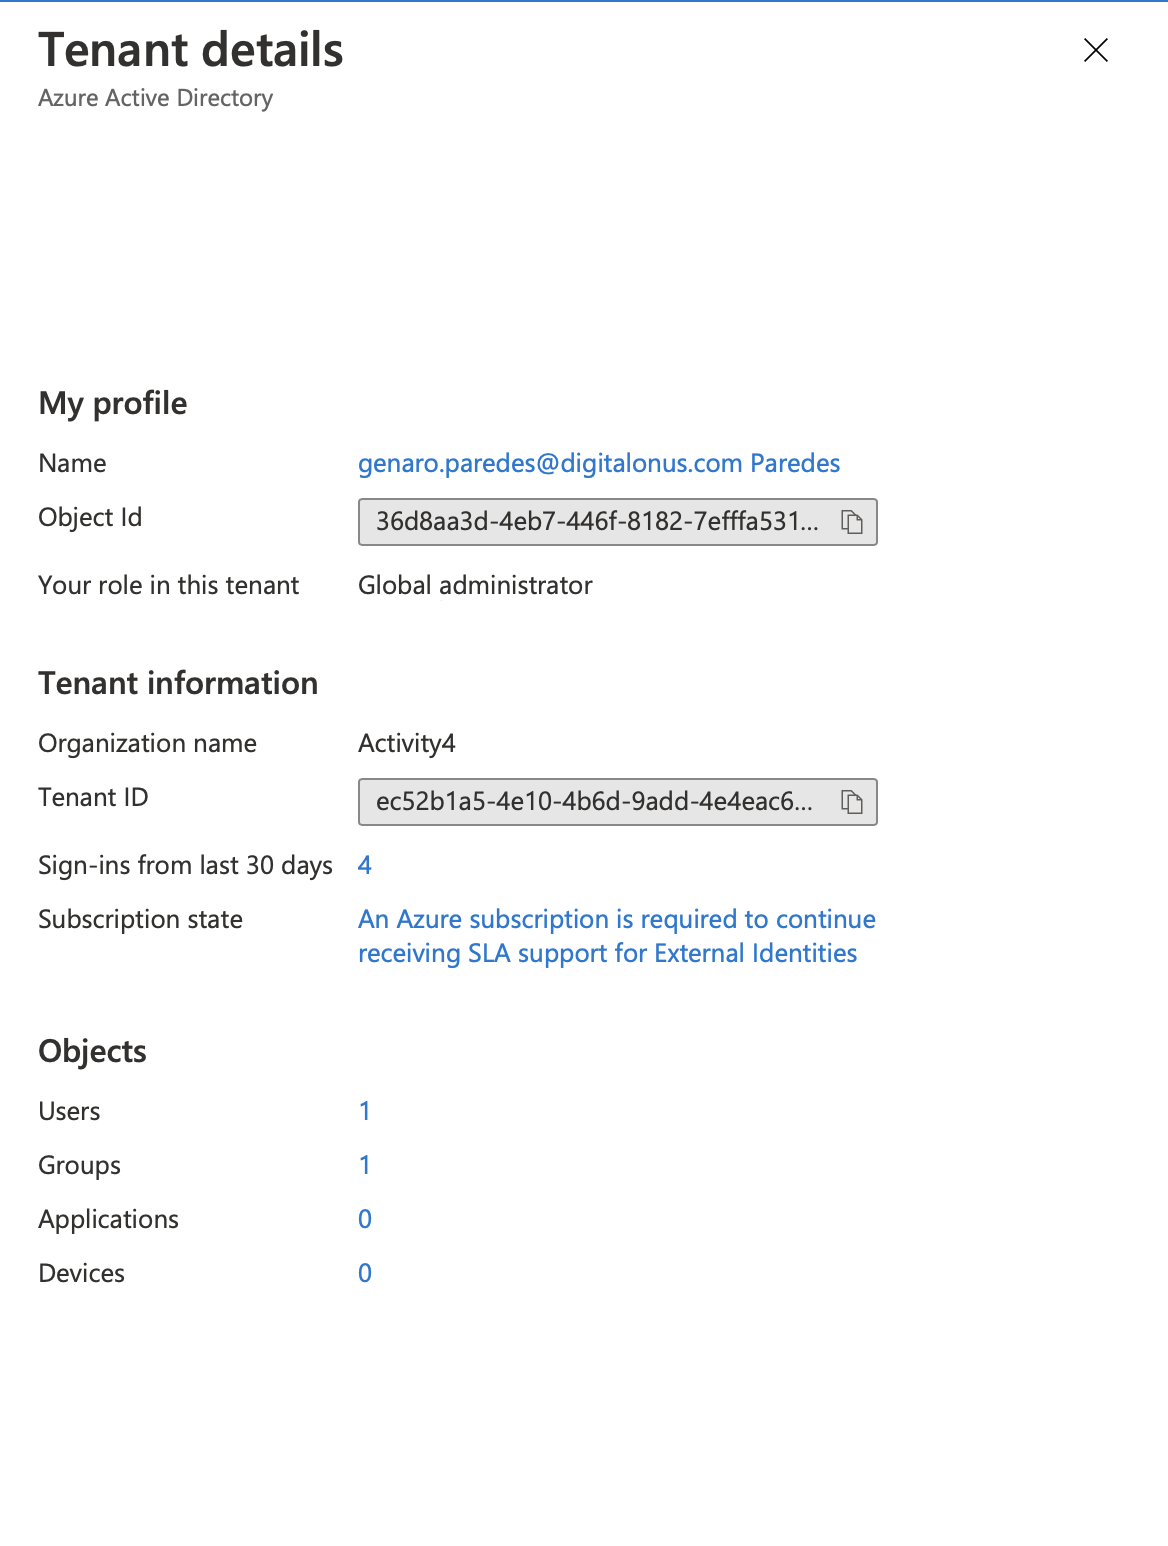 Tenant details
Azure Active Directory
My profile
Name genaro.paredes@digitalonus.com Paredes
Object Id 36d8aa3d-4eb7-446f-8182-7efffa531...
Your role in this tenant Global administrator
Tenant information
Organization name Activity4
Tenant ID ec52b1a5-4e10-4b6d-9add-4e4eac6...
Sign-ins from last 30 days 4
Subscription state An Azure subscription is required to continue
receiving SLA support for External Identities
Objects
Users 1
Groups 1
Applications 0
Devices 0